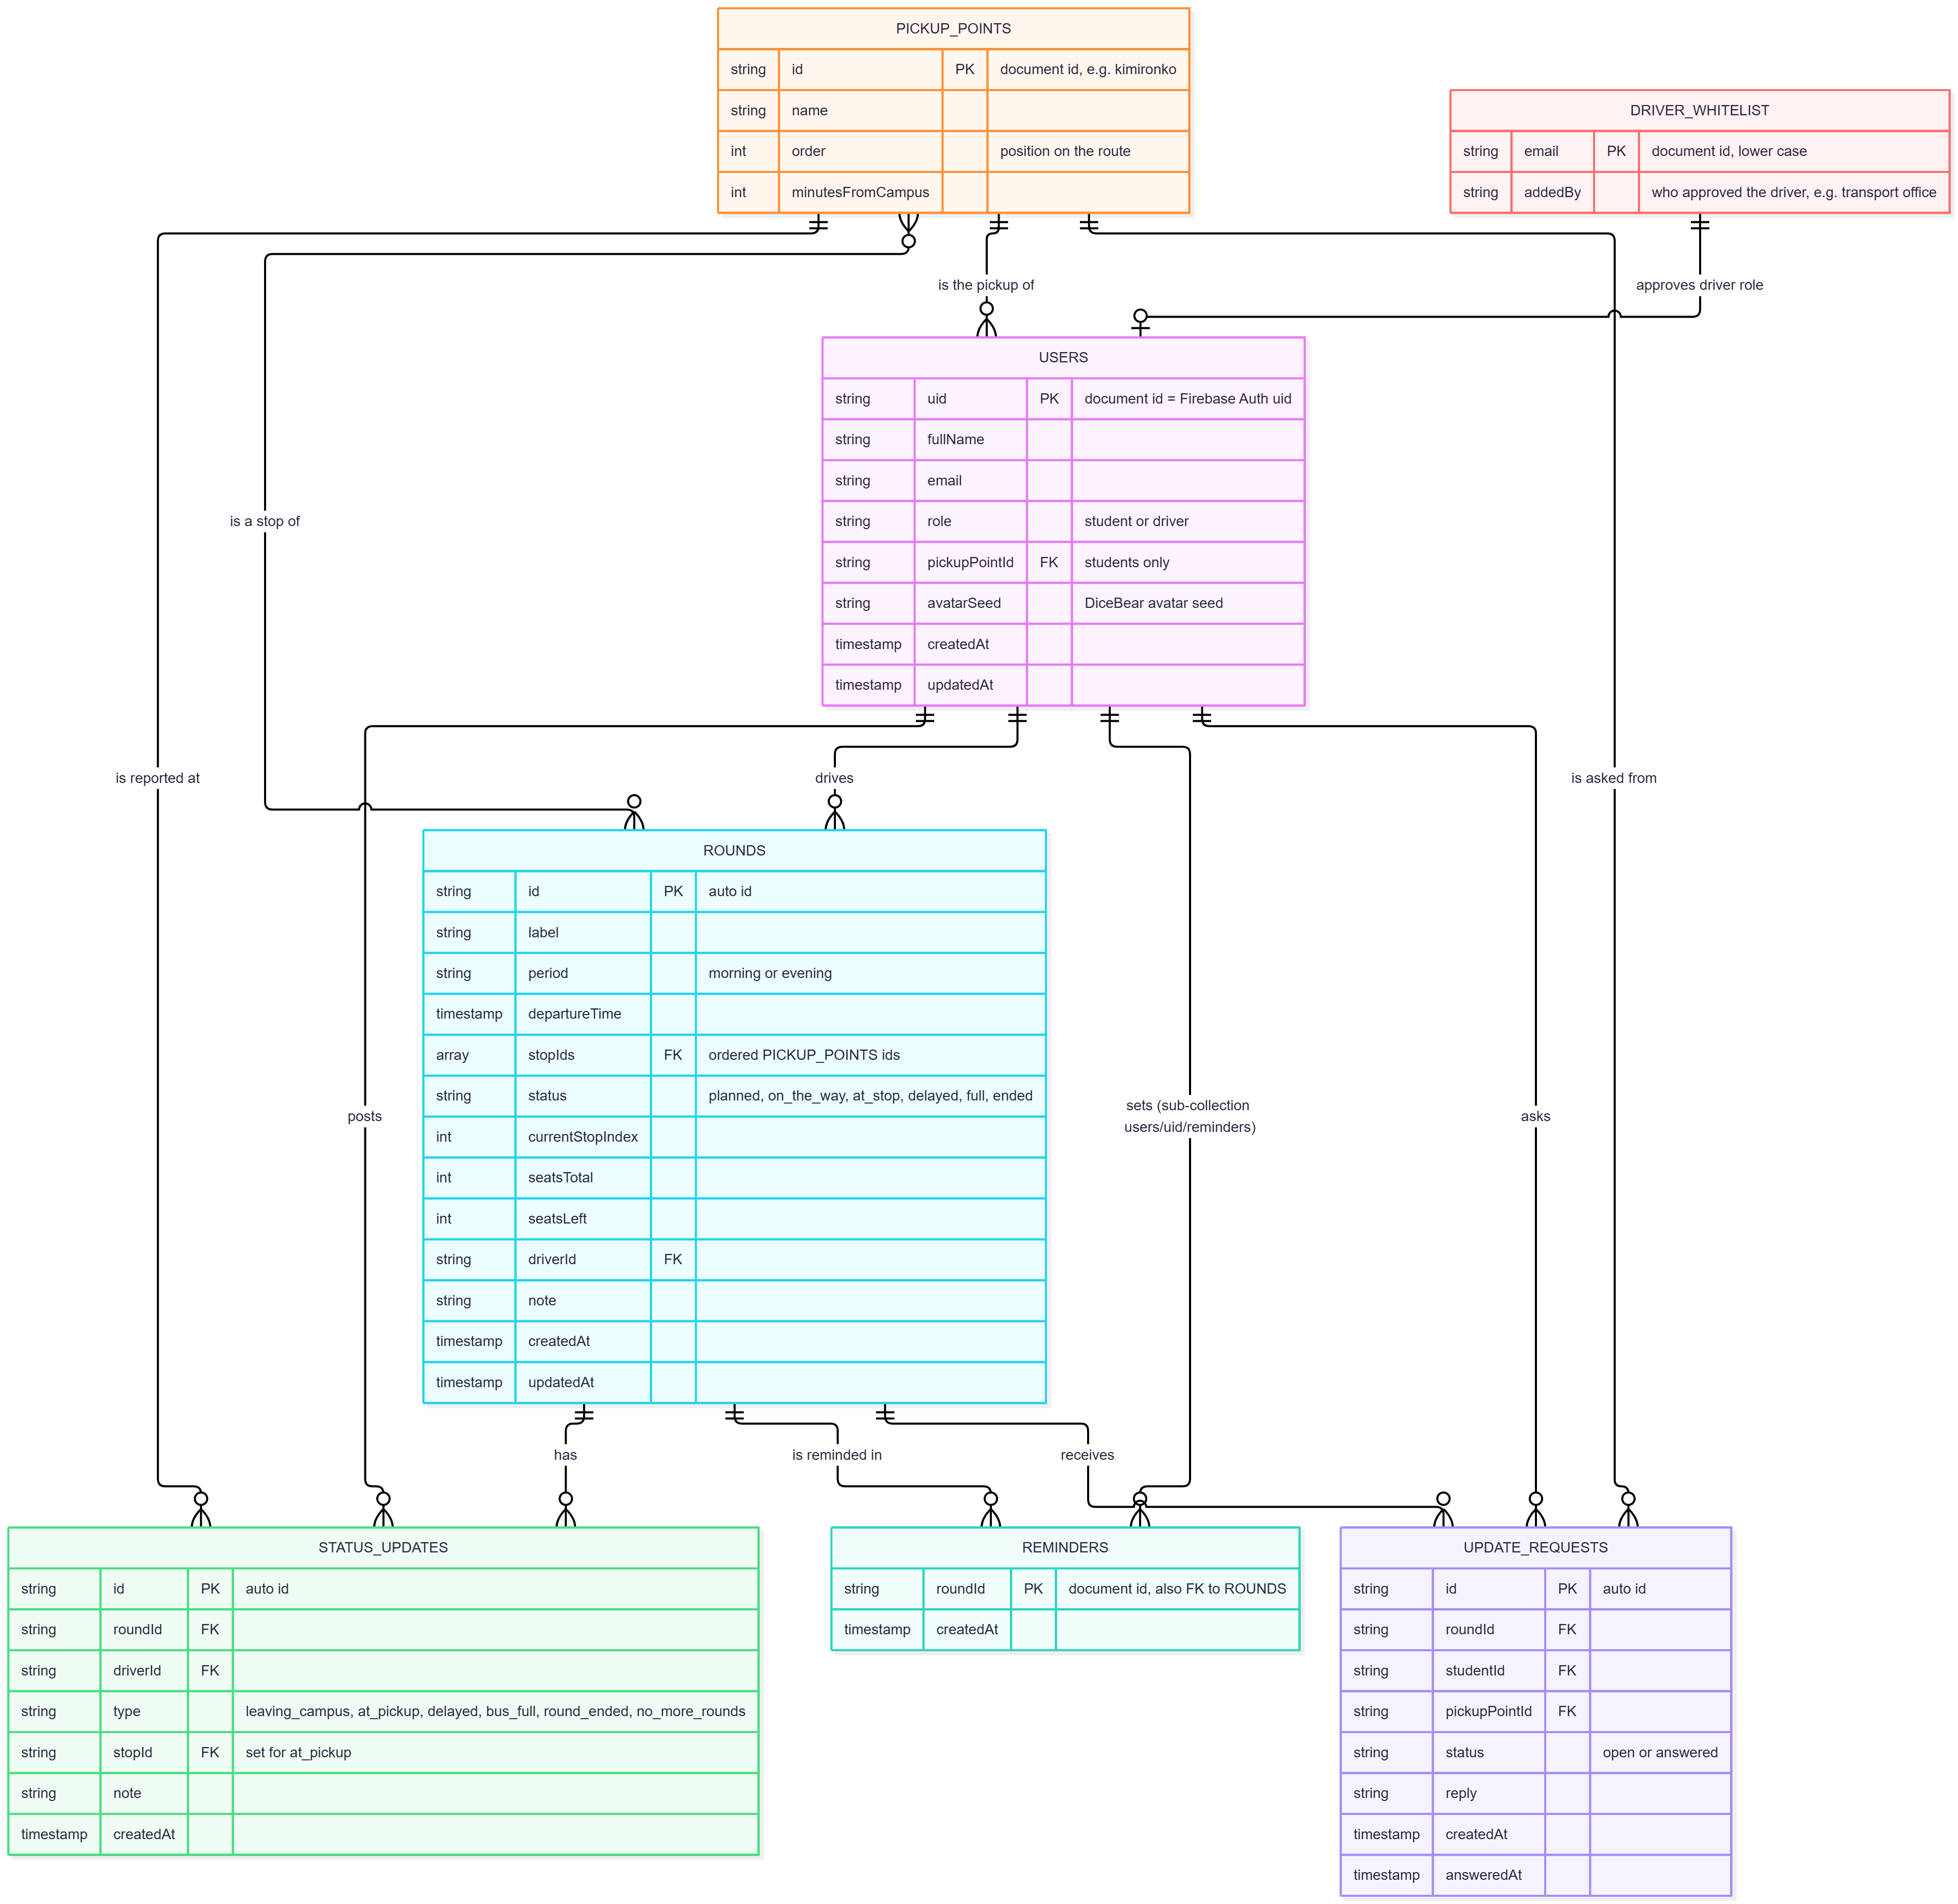 PICKUP_POINTS
string id PK document id, e.g. kimironko
string name
int order position on the route
int minutesFromCampus
DRIVER_WHITELIST
string email PK document id, lower case
string addedBy who approved the driver, e.g. transport office
is the pickup of
approves driver role
USERS
string uid PK document id = Firebase Auth uid
string fullName
string email
string role student or driver
string pickupPointId FK students only
string avatarSeed DiceBear avatar seed
timestamp createdAt
timestamp updatedAt
is a stop of
is reported at
drives
is asked from
ROUNDS
string id PK auto id
string label
string period morning or evening
timestamp departureTime
array stopIds FK ordered PICKUP_POINTS ids
string status planned, on_the_way, at_stop, delayed, full, ended
int currentStopIndex
int seatsTotal
int seatsLeft
string driverId FK
string note
timestamp createdAt
timestamp updatedAt
posts
sets (sub-collection
users/uid/reminders)
asks
has
is reminded in
receives
STATUS_UPDATES
string id PK auto id
string roundId FK
string driverId FK
string type leaving_campus, at_pickup, delayed, bus_full, round_ended, no_more_rounds
string stopId FK set for at_pickup
string note
timestamp createdAt
REMINDERS
string roundId PK document id, also FK to ROUNDS
timestamp createdAt
UPDATE_REQUESTS
string id PK auto id
string roundId FK
string studentId FK
string pickupPointId FK
string status open or answered
string reply
timestamp createdAt
timestamp answeredAt